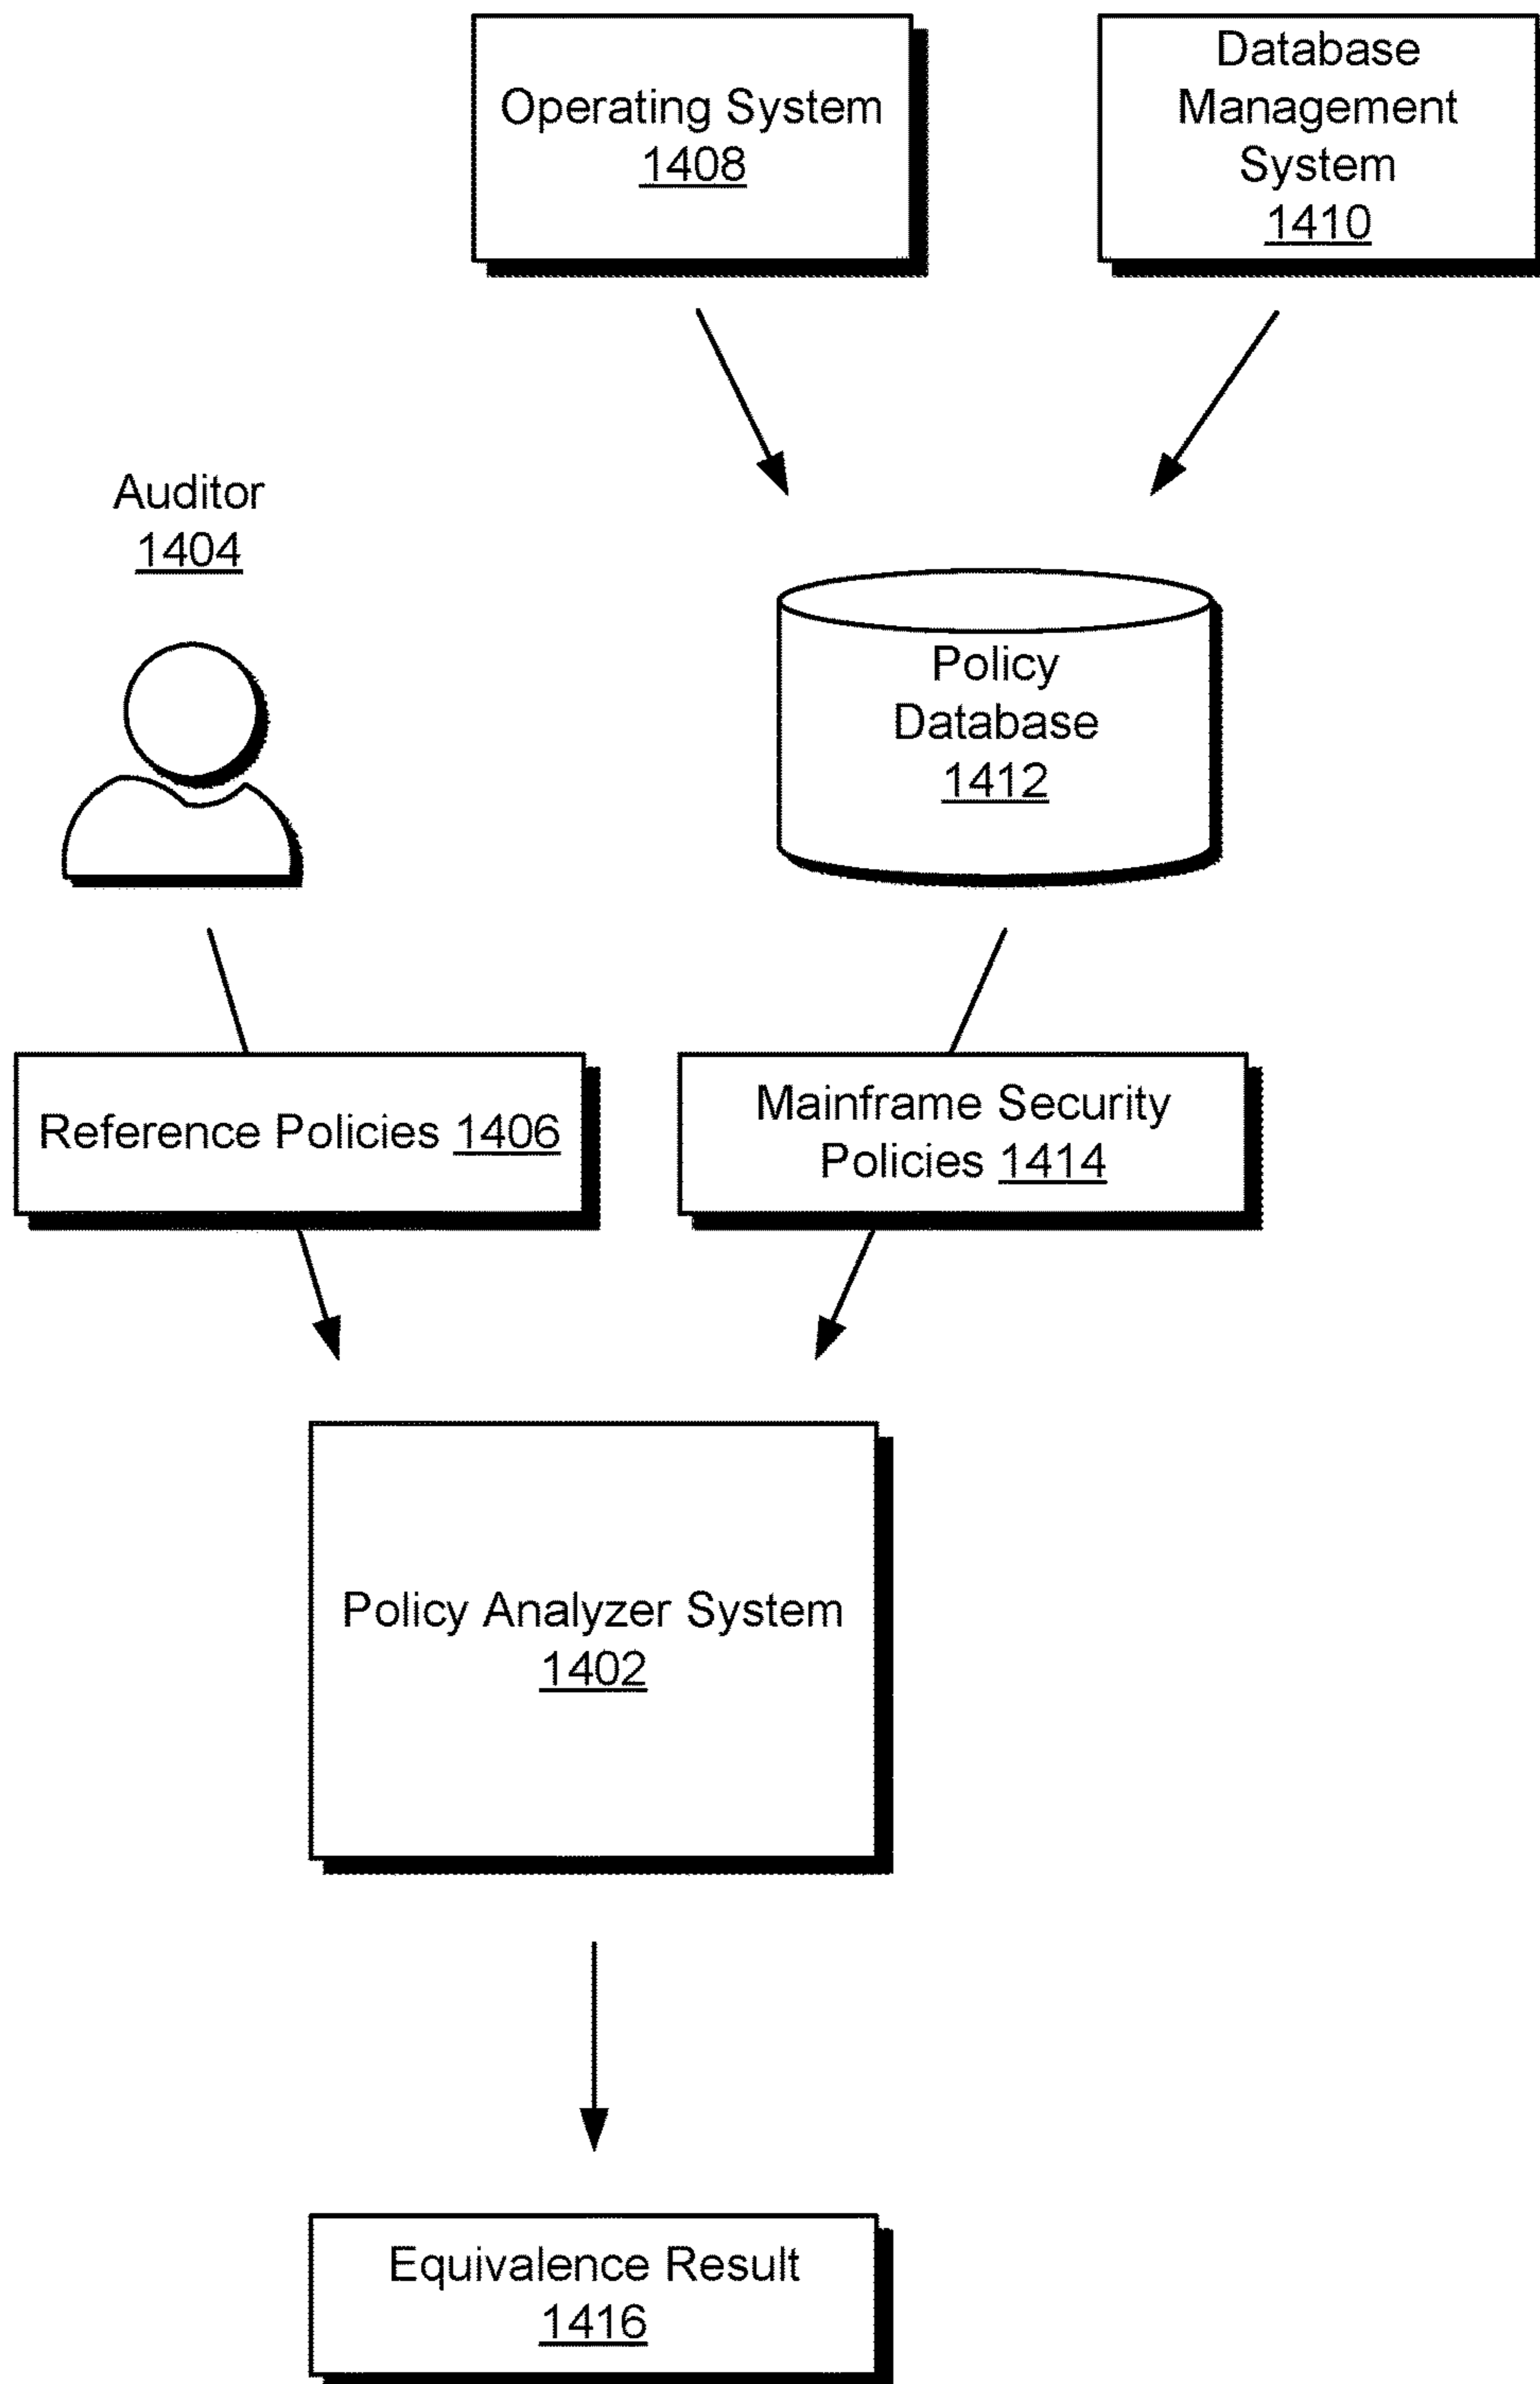 Operating System
1408
Database
Management
System
1410
Auditor
1404
Policy
Database
1412
Reference Policies 1406
Mainframe Security
Policies 1414
Policy Analyzer System
1402
Equivalence Result
1416